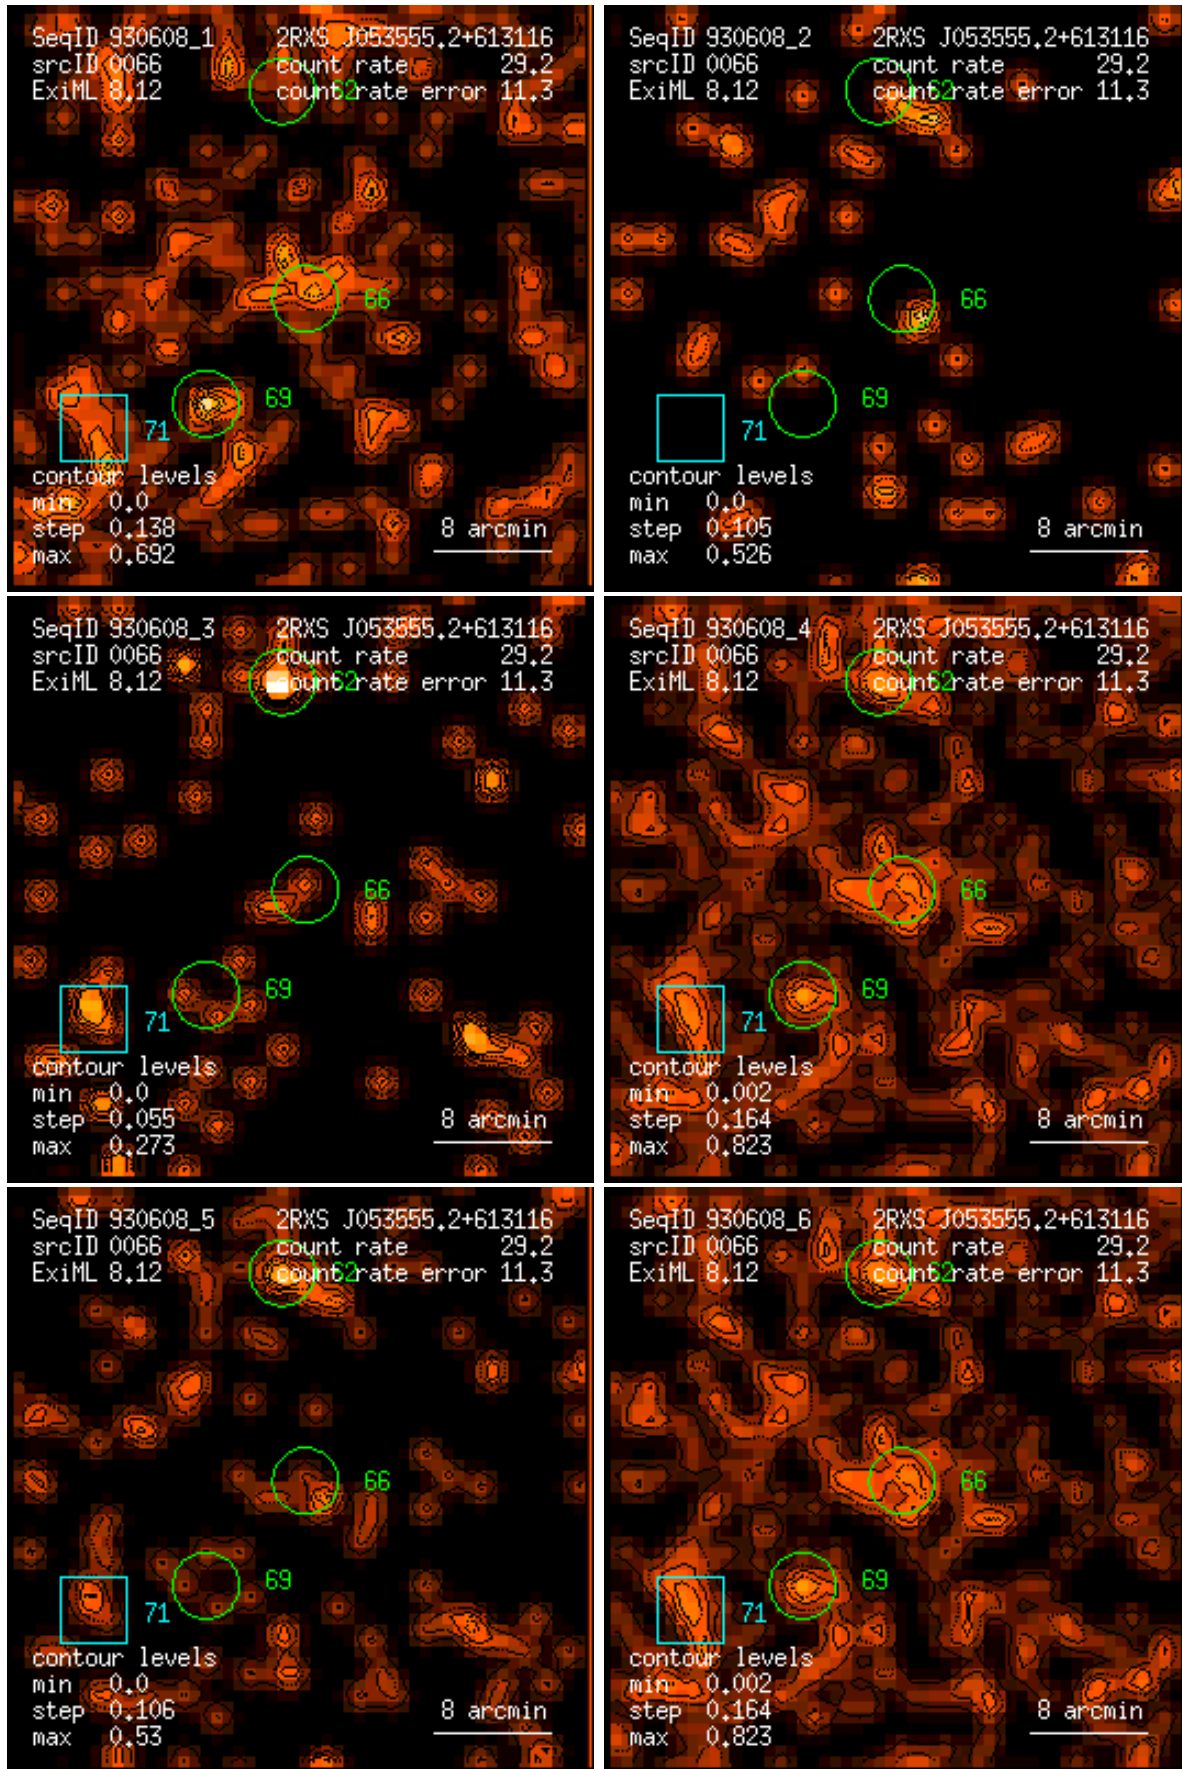 SeqID 930608_1 2RXS J053555.2+613116
srcID 0066 count rate 29.2
ExiML 8.12 count rate error 11.3
62
66
69
71
contour levels
min 0.0
step 0.138 8 arcmin
max 0.692
SeqID 930608_2 2RXS J053555.2+613116
srcID 0066 count rate 29.2
ExiML 8.12 count rate error 11.3
62
66
69
71
contour levels
min 0.0
step 0.105 8 arcmin
max 0.526
SeqID 930608_3 2RXS J053555.2+613116
srcID 0066 count rate 29.2
ExiML 8.12 count rate error 11.3
62
66
69
71
contour levels
min 0.0
step 0.055 8 arcmin
max 0.273
SeqID 930608_4 2RXS J053555.2+613116
srcID 0066 count rate 29.2
ExiML 8.12 count rate error 11.3
62
66
69
71
contour levels
min 0.002
step 0.164 8 arcmin
max 0.823
SeqID 930608_5 2RXS J053555.2+613116
srcID 0066 count rate 29.2
ExiML 8.12 count rate error 11.3
62
66
69
71
contour levels
min 0.0
step 0.106 8 arcmin
max 0.53
SeqID 930608_6 2RXS J053555.2+613116
srcID 0066 count rate 29.2
ExiML 8.12 count rate error 11.3
62
66
69
71
contour levels
min 0.002
step 0.164 8 arcmin
max 0.823